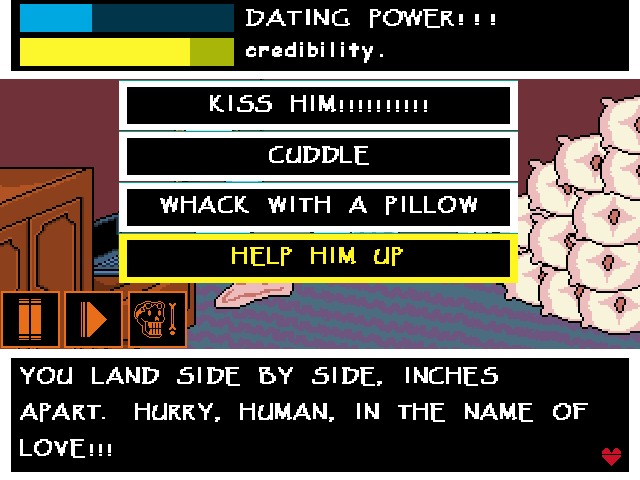 DATING POWER!!!
credibility.
KISS HIM!!!!!!!!!!
CUDDLE
WHACK WITH A PILLOW
HELP HIM UP
YOU LAND SIDE BY SIDE, INCHES
APART. HURRY, HUMAN, IN THE NAME OF
LOVE!!!